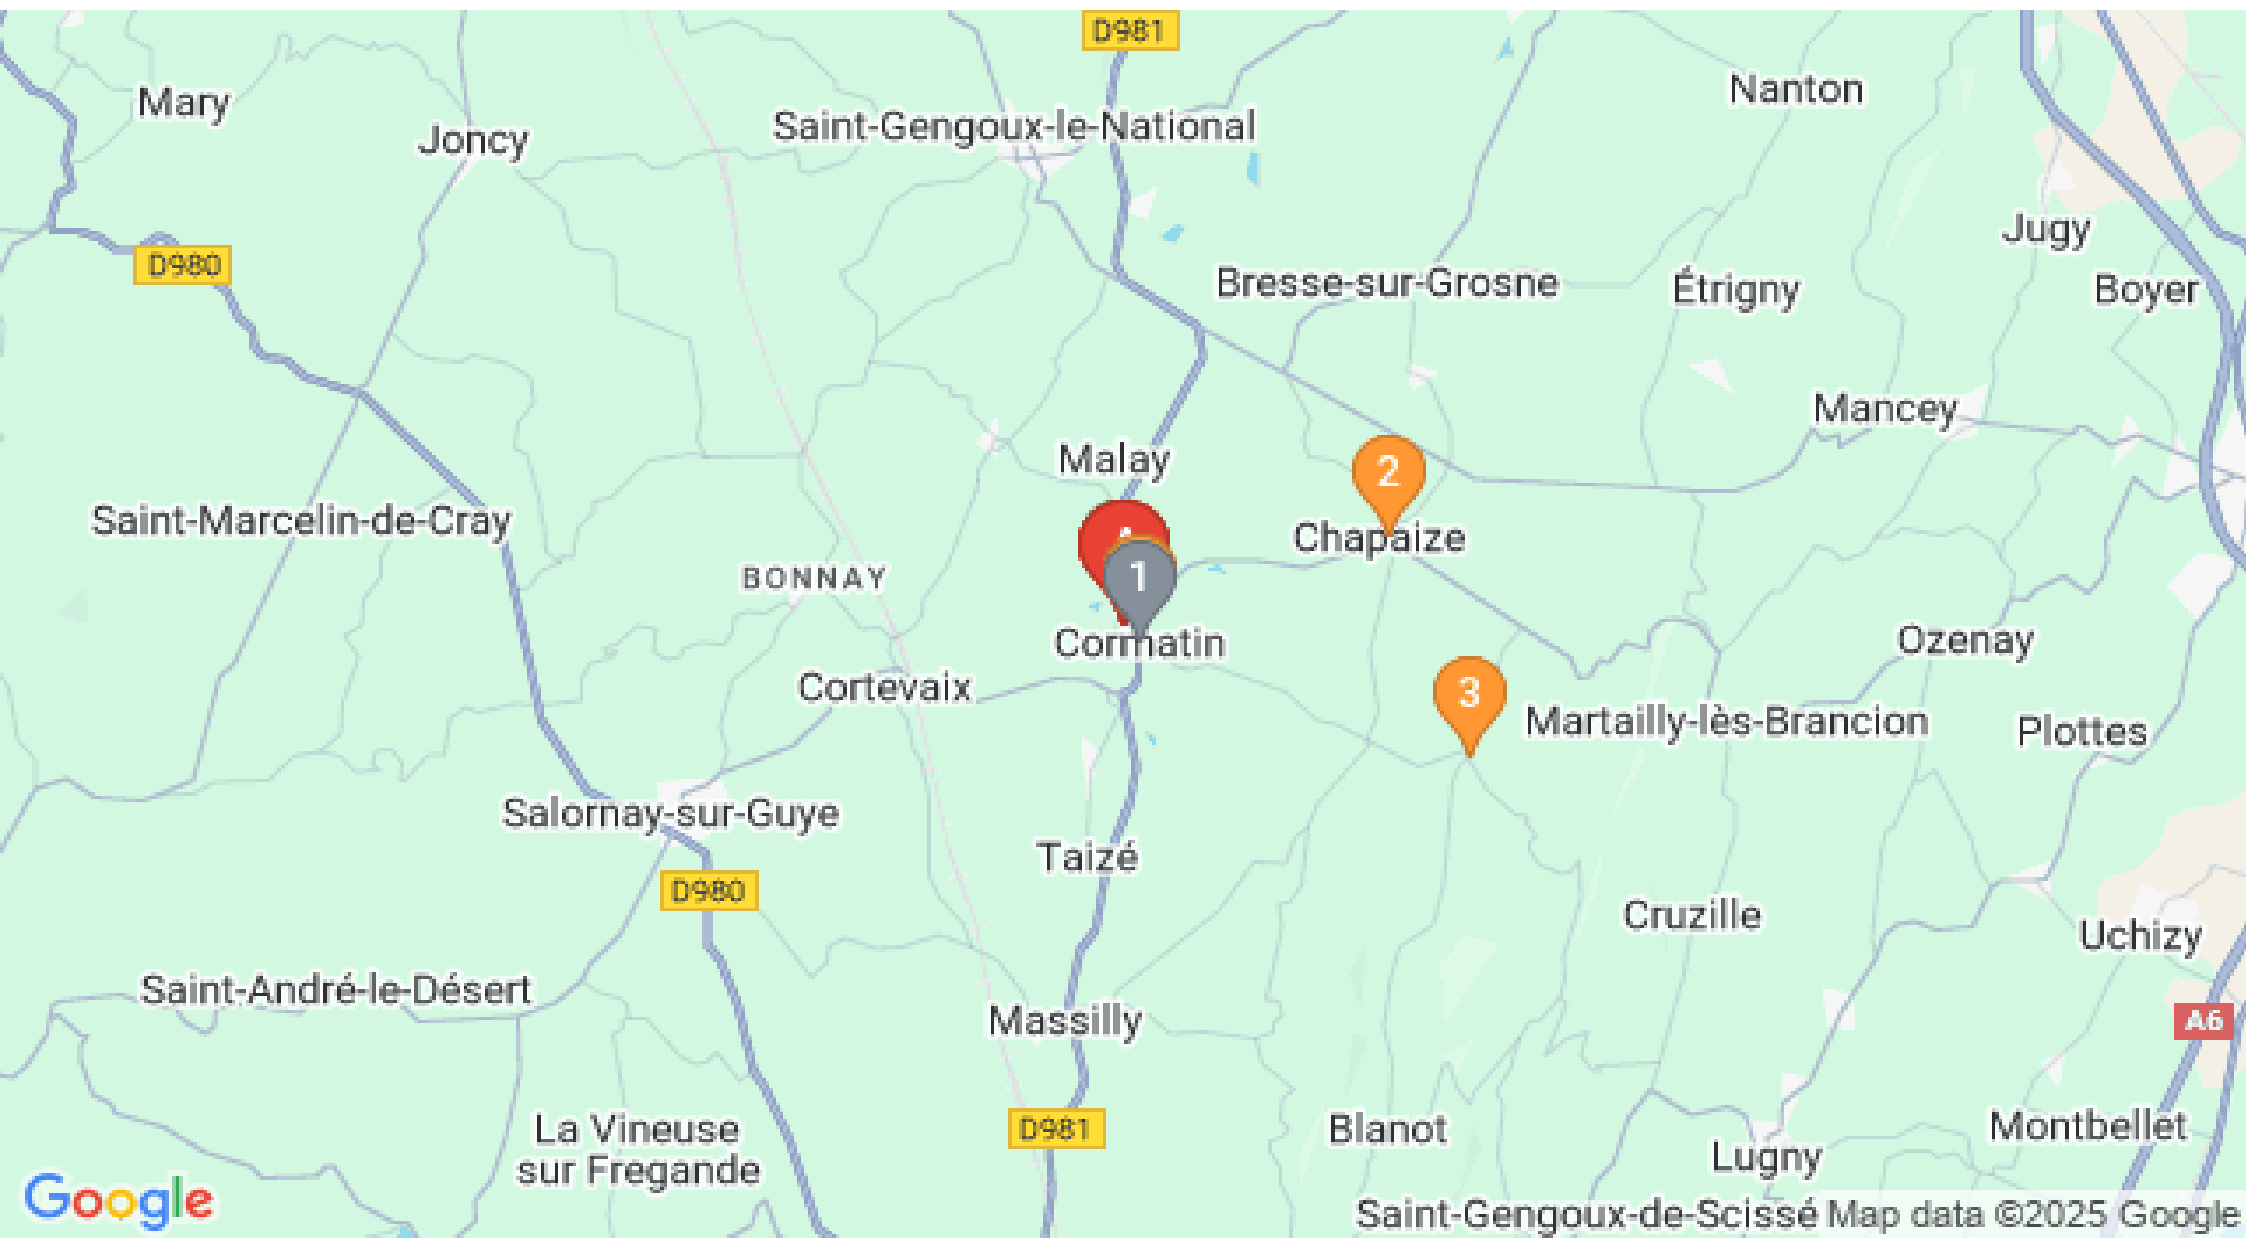 D981
Mary
Nanton
Joncy
Saint-Gengoux-le-National
Jugy
D980
Bresse-sur-Grosne
Étrigny
Boyer
Mancey
Malay
2
Saint-Marcelin-de-Cray
Chapaize
BONNAY
1
Cormatin
Ozenay
Cortevaix
3
Martailly-lès-Brancion
Plottes
Salornay-sur-Guye
Taizé
D980
Cruzille
Uchizy
Saint-André-le-Désert
Massilly
A6
La Vineuse
sur Fregande
D981
Blanot
Montbellet
Lugny
Google
Saint-Gengoux-de-Scissé
Map data ©2025 Google